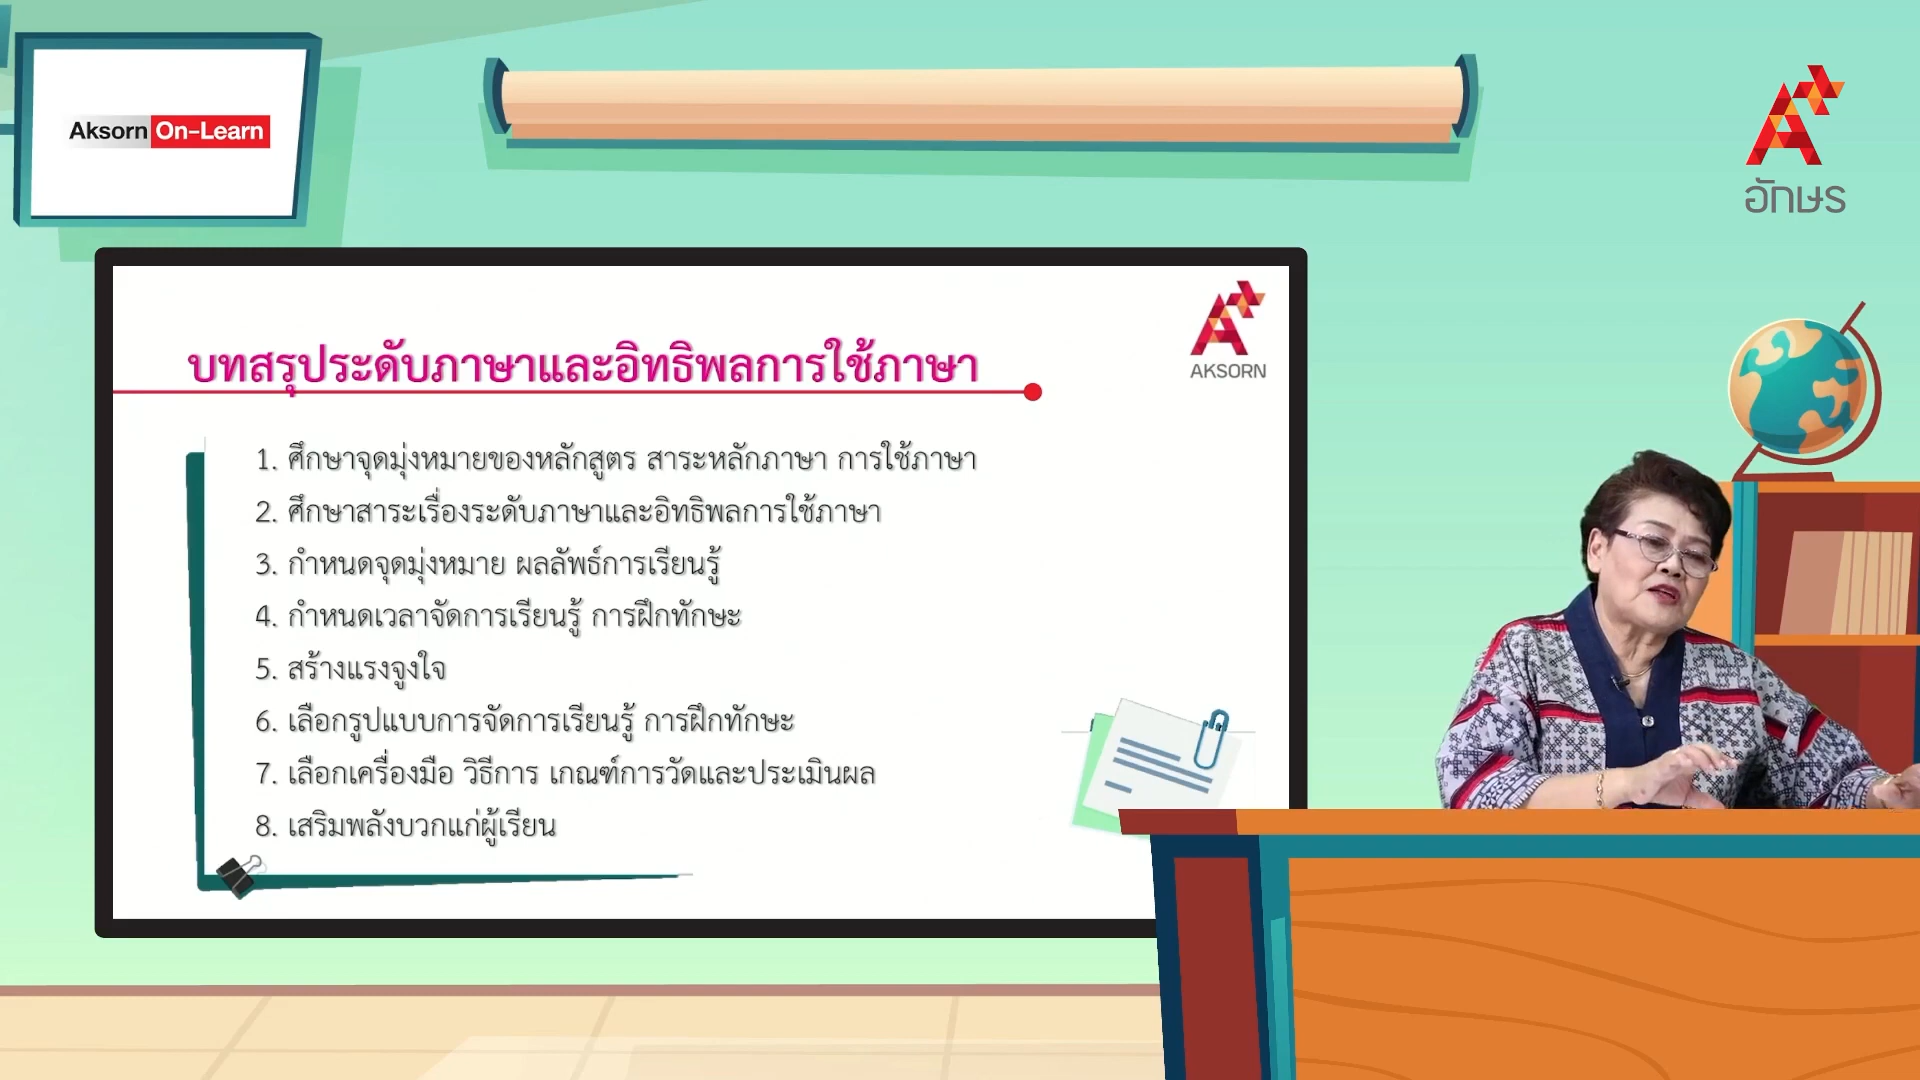 Aksorn On-Learn
อักษร
AKSORN
บทสรุประดับภาษาและอิทธิพลการใช้ภาษา
1. ศึกษาจุดมุ่งหมายของหลักสูตร สาระหลักภาษา การใช้ภาษา
2. ศึกษาสาระเรื่องระดับภาษาและอิทธิพลการใช้ภาษา
3. กำหนดจุดมุ่งหมาย ผลลัพธ์การเรียนรู้
4. กำหนดเวลาจัดการเรียนรู้ การฝึกทักษะ
5. สร้างแรงจูงใจ
6. เลือกรูปแบบการจัดการเรียนรู้ การฝึกทักษะ
7. เลือกเครื่องมือ วิธีการ เกณฑ์การวัดและประเมินผล
8. เสริมพลังบวกแก่ผู้เรียน